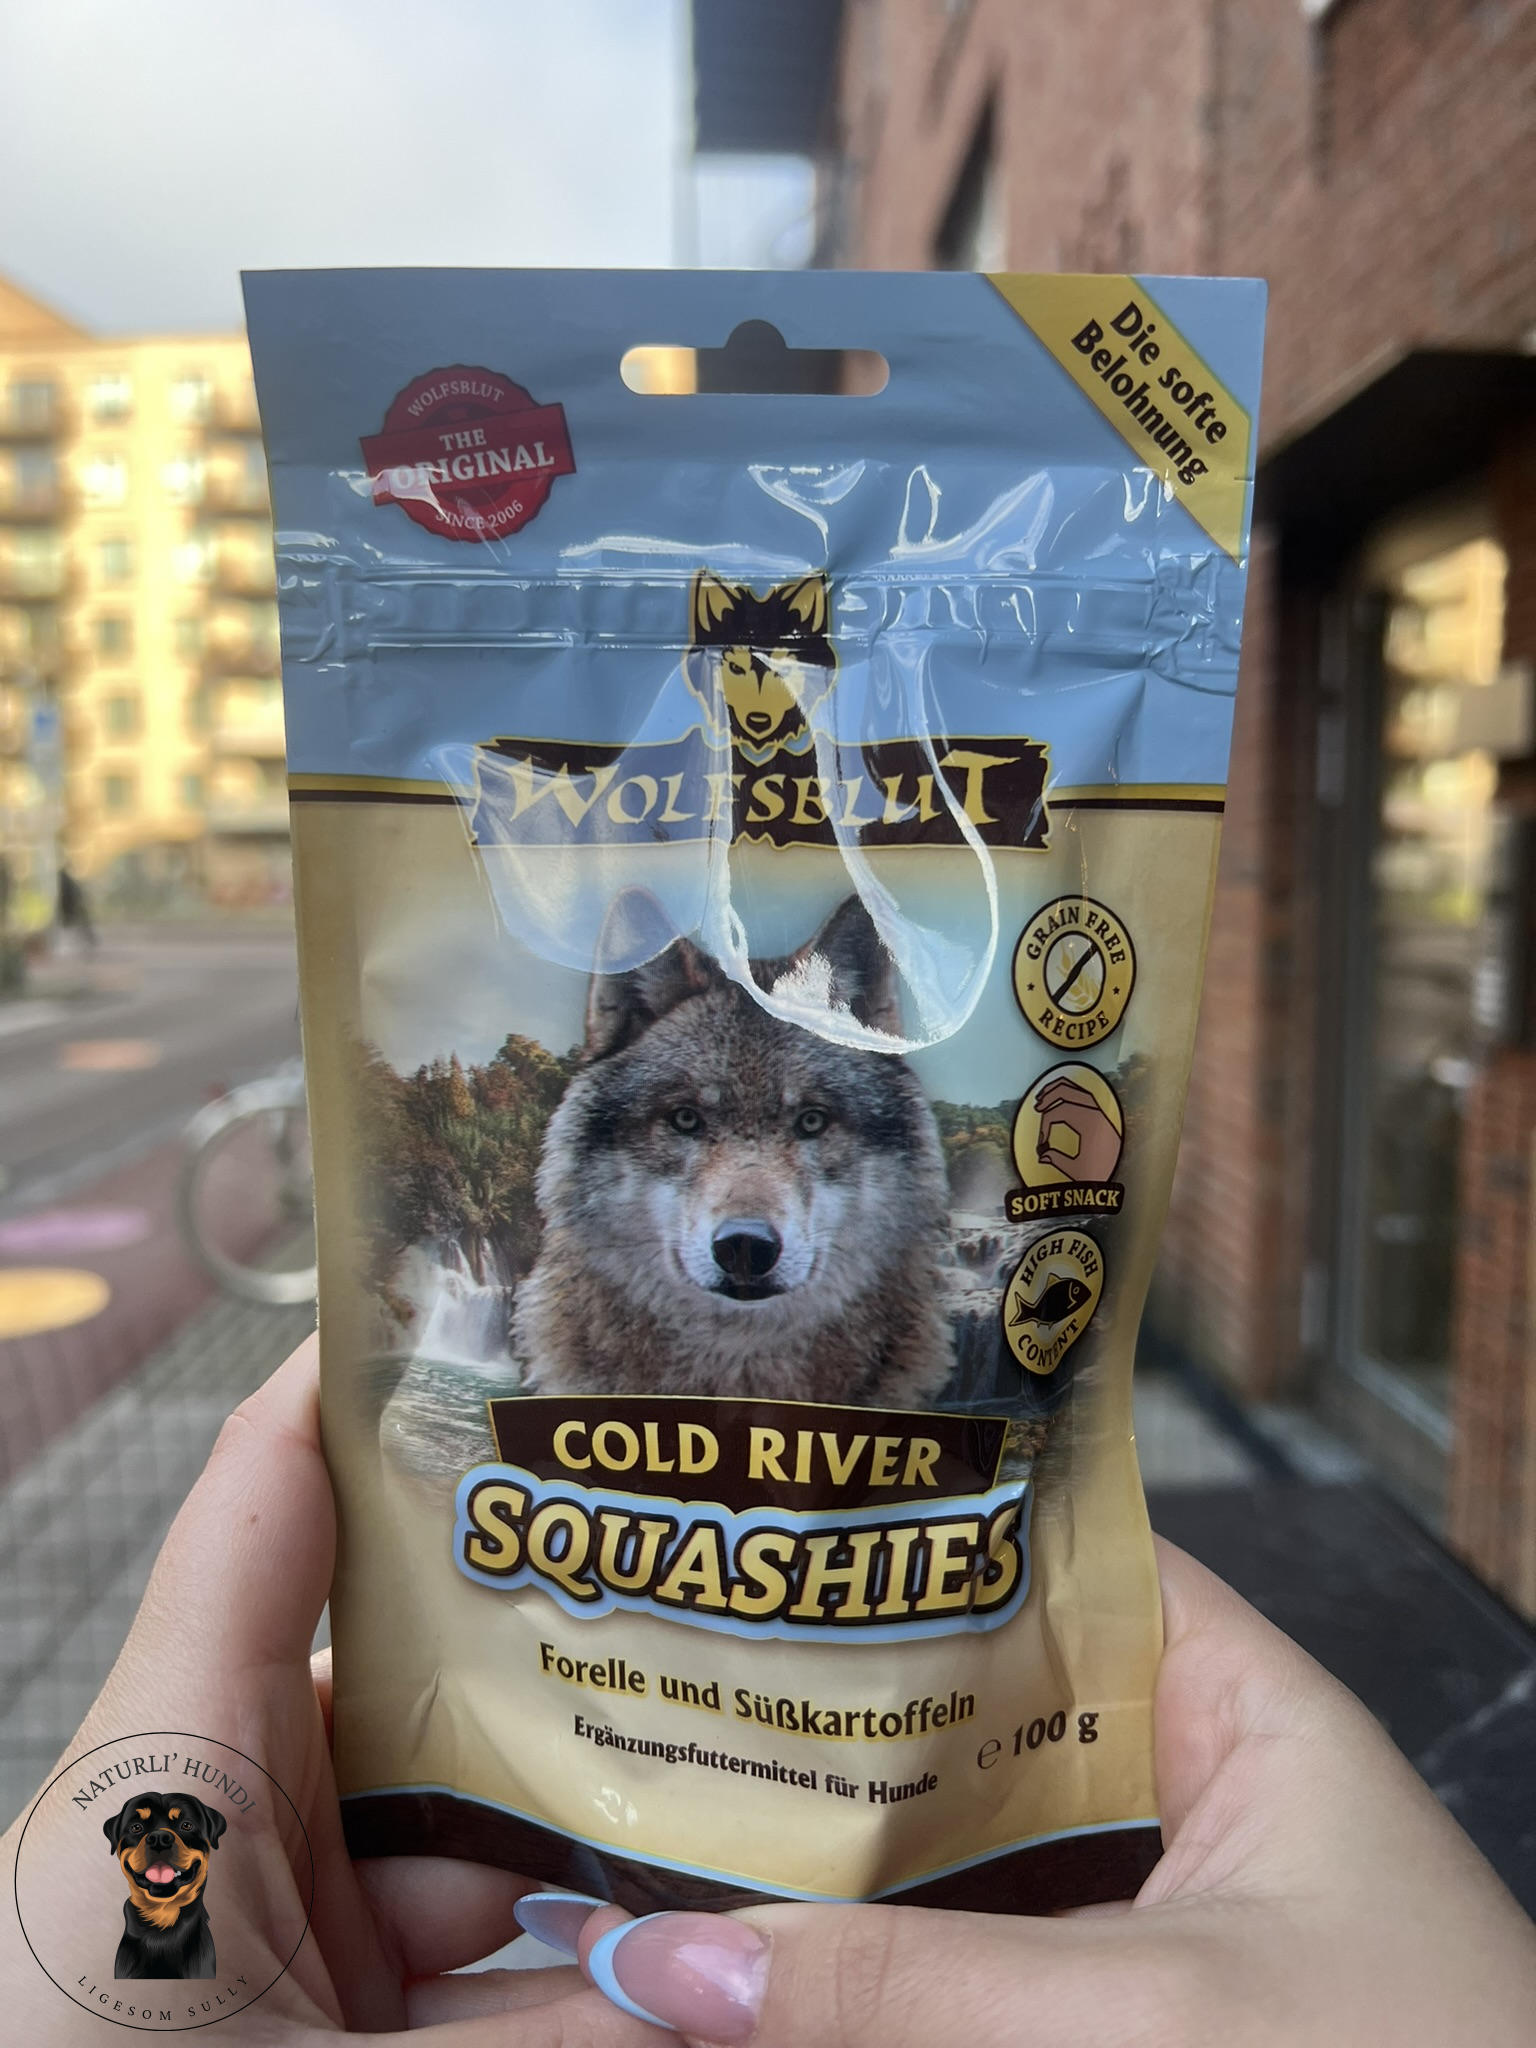 Die softe
Belohnung
WOLFSBLUT
THE
ORIGINAL
SINCE 2006
WOLFSBLUT
GRAIN FREE
RECIPE
SOFT SNACK
HIGH FISH
CONTENT
COLD RIVER
SQUASHIES
Forelle und Süßkartoffeln
Ergänzungsfuttermittel für Hunde
℮ 100 g
NATURLI' HUNDI
LIGESOM SULLY